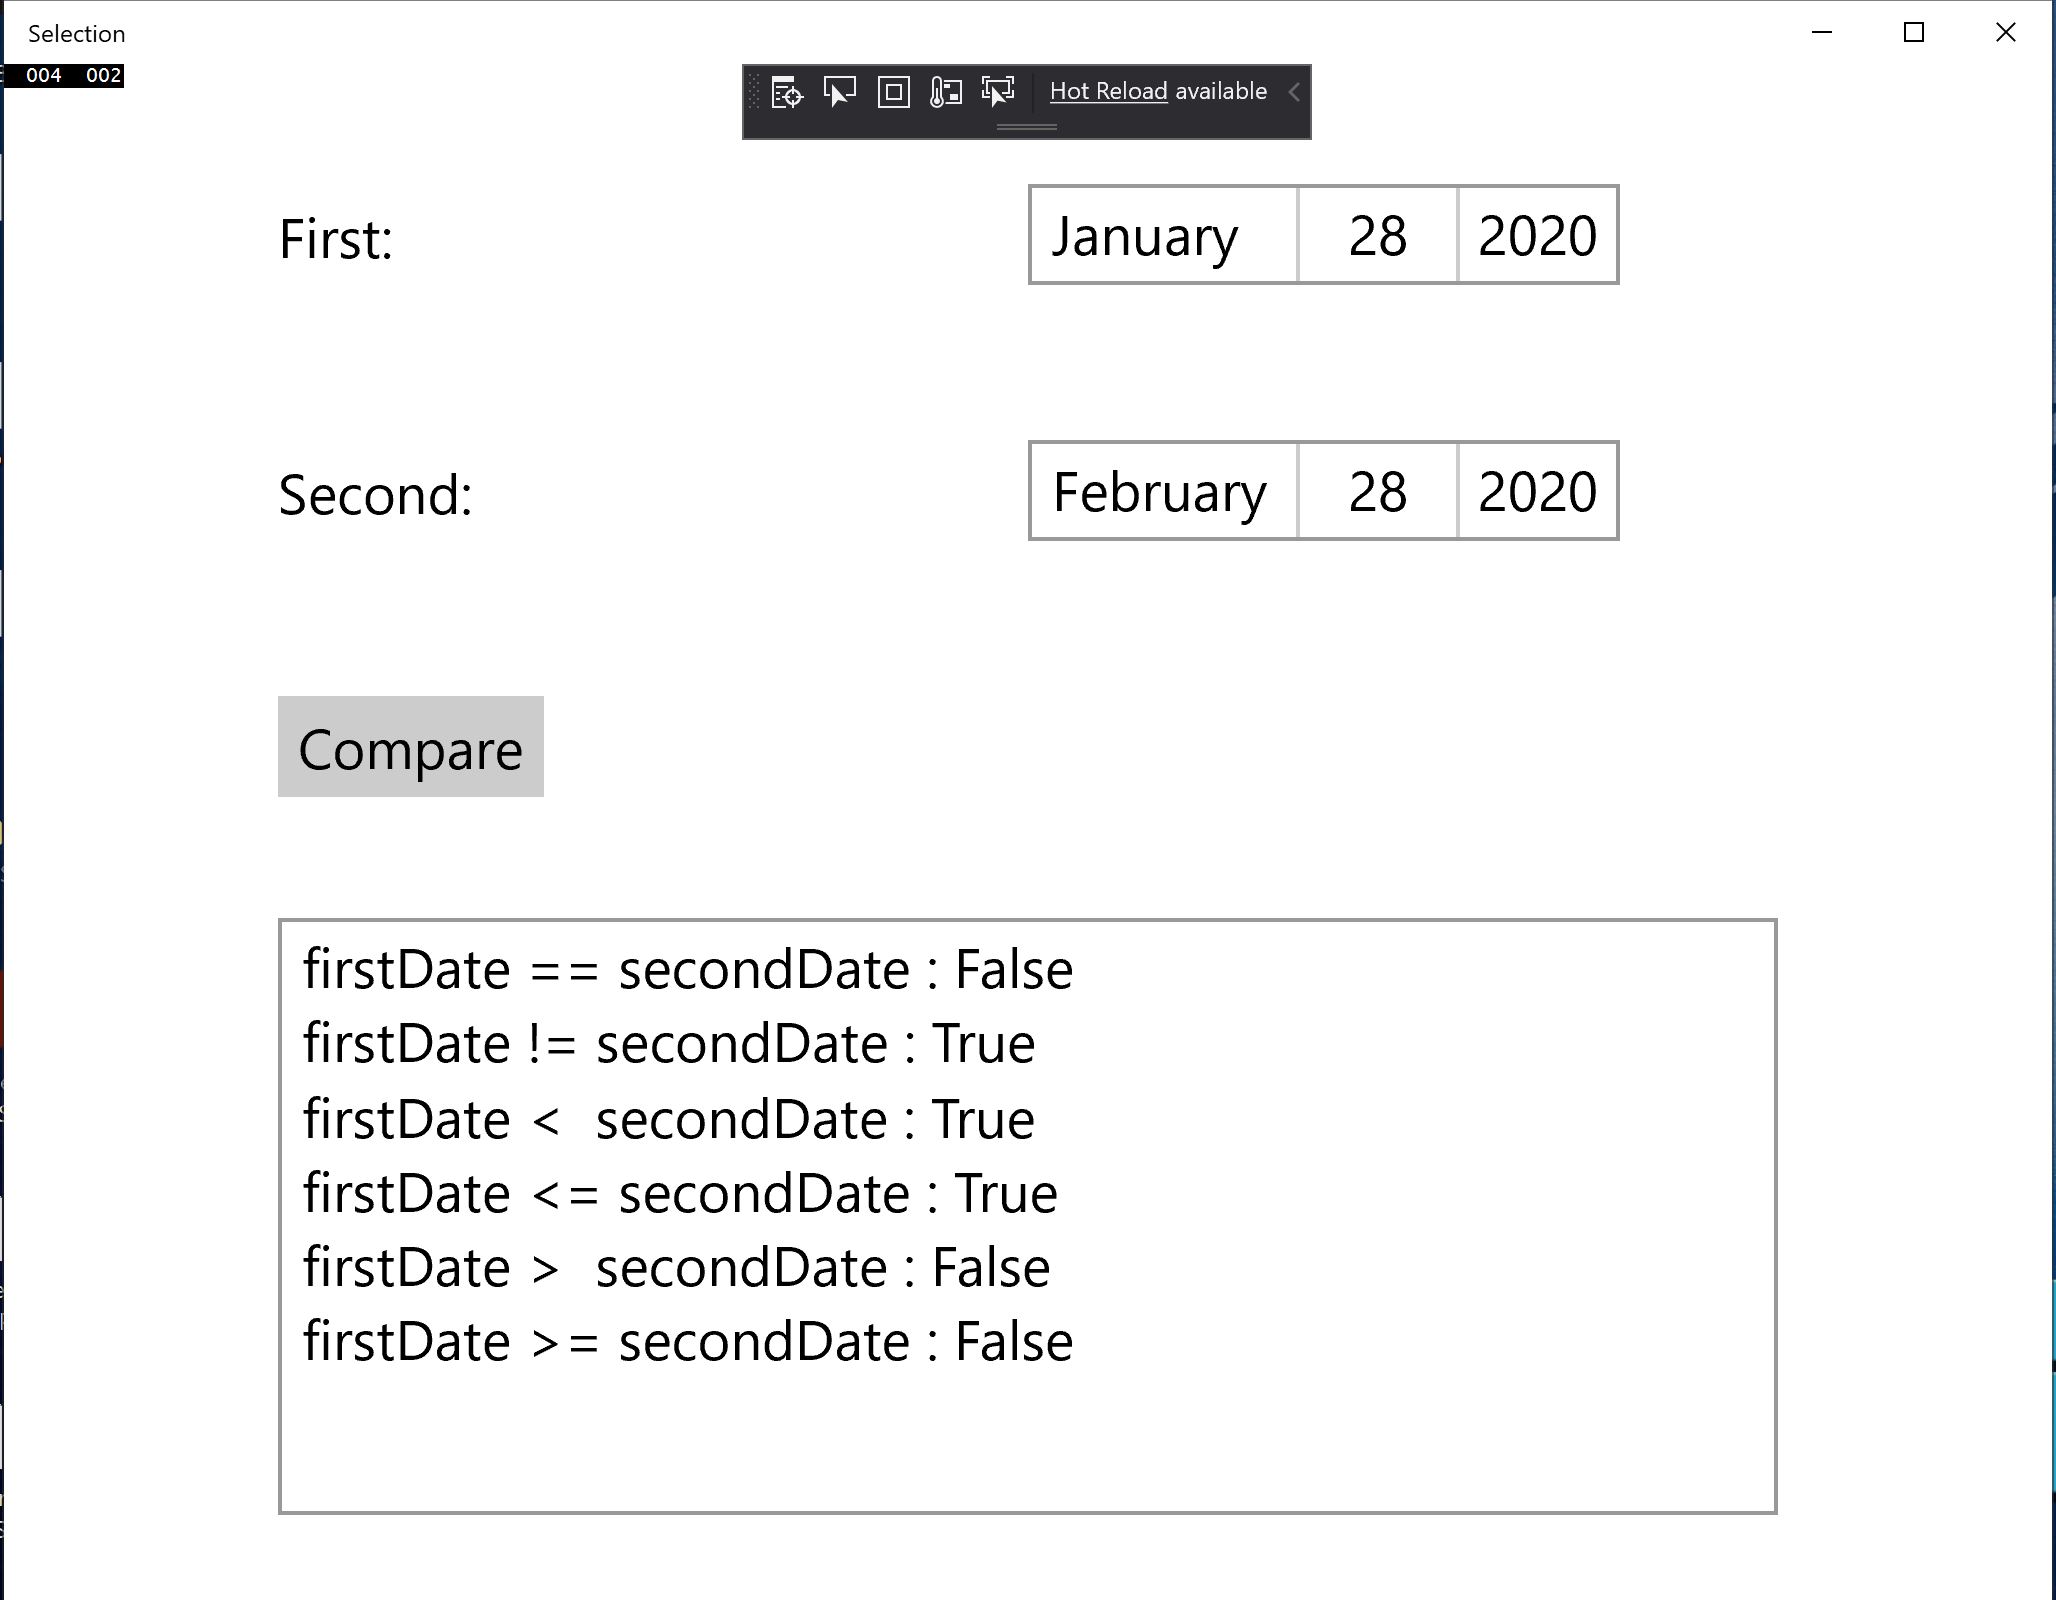 Selection
004 002
Hot Reload available
First:
January 28 2020
Second:
February 28 2020
Compare
firstDate == secondDate : False
firstDate != secondDate : True
firstDate <  secondDate : True
firstDate <= secondDate : True
firstDate >  secondDate : False
firstDate >= secondDate : False